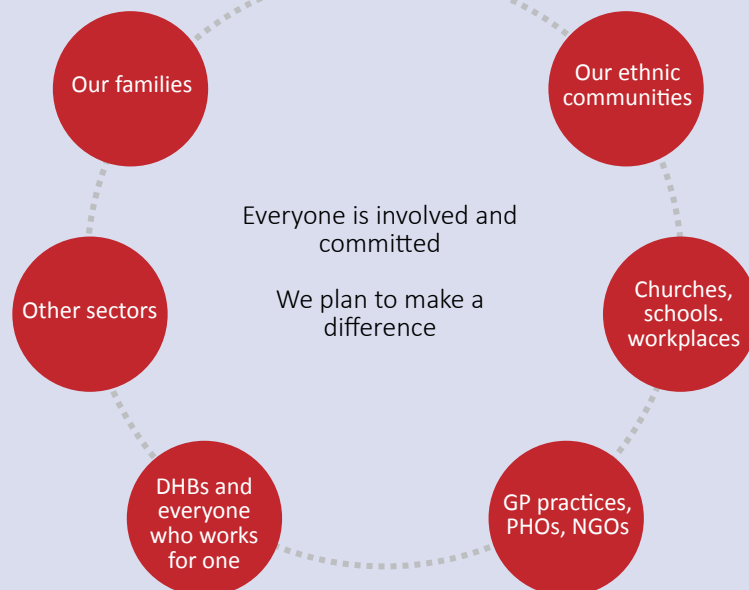 Our families
Our ethnic
communities
Everyone is involved and
committed
We plan to make a
difference
Other sectors
Churches,
schools.
workplaces
DHBs and
everyone
who works
for one
GP practices,
PHOs, NGOs